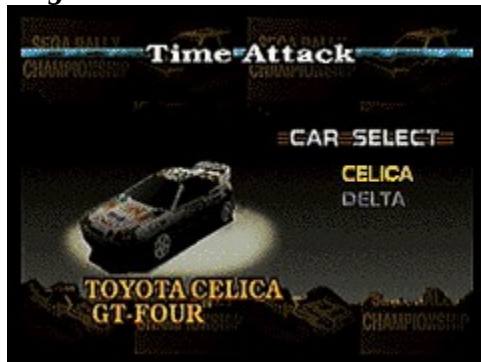 SEGA RALLY
CHAMPIONSHIP
Time Attack
CAR SELECT
CELICA
DELTA
TOYOTA CELICA
GT-FOUR
CHAMPIONSHIP